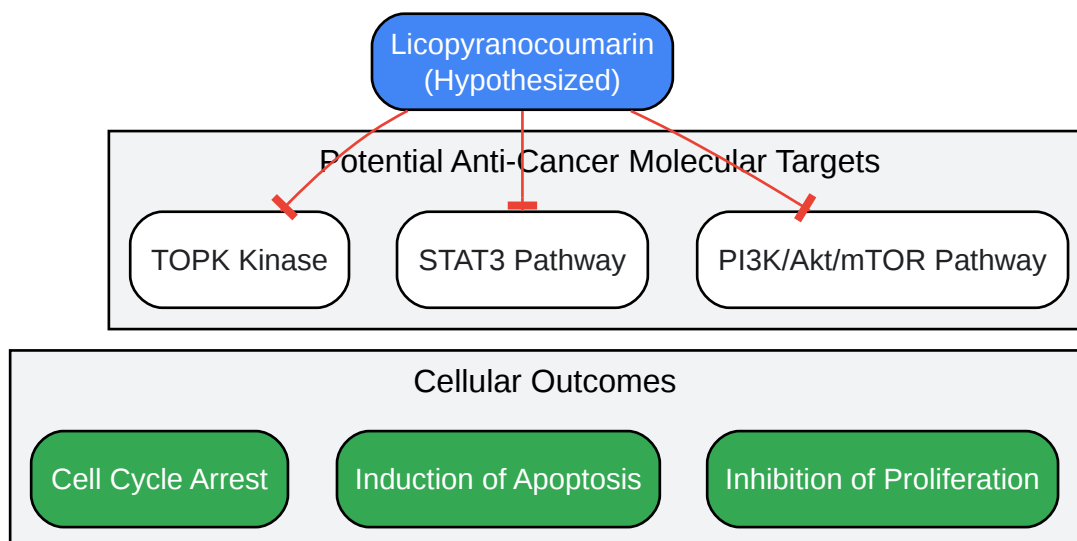 Licopyranocoumarin
(Hypothesized)
Potential Anti-Cancer Molecular Targets
TOPK Kinase
STAT3 Pathway
PI3K/Akt/mTOR Pathway
Cellular Outcomes
Cell Cycle Arrest
Induction of Apoptosis
Inhibition of Proliferation